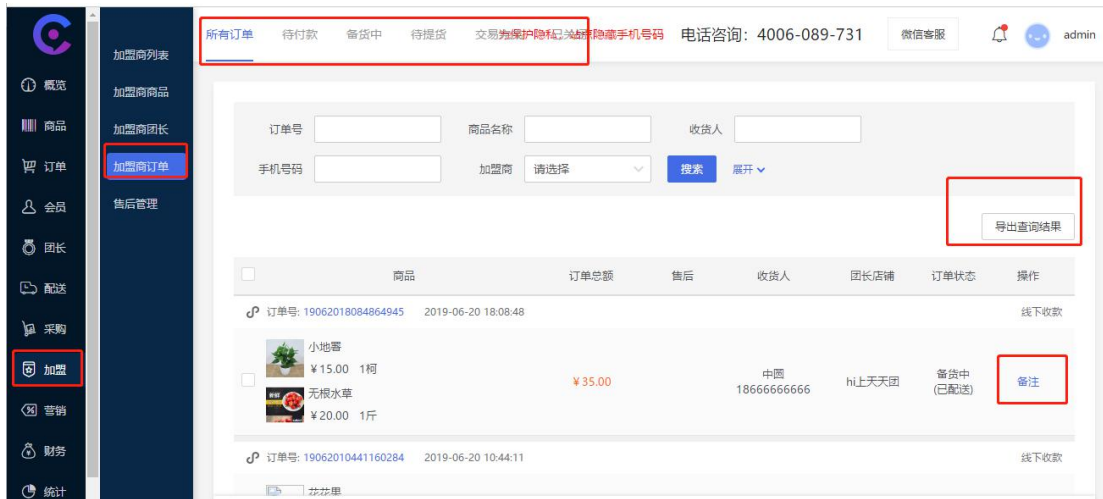 所有订单 待付款 备货中 待提货 交易 为保护隐私，站席隐藏手机号码 电话咨询：4006-089-731 微信客服 admin
概览
商品
订单
会员
团长
配送
采购
加盟
营销
财务
统计
加盟商列表
加盟商商品
加盟商团长
加盟商订单
售后管理
订单号 商品名称 收货人
手机号码 加盟商 请选择 搜索 展开
导出查询结果
商品 订单总额 售后 收货人 团长店铺 订单状态 操作
订单号: 19062018084864945 2019-06-20 18:08:48 线下收款
小地薯
¥15.00 1柯
无根水草
¥20.00 1斤
¥35.00
中圆
18666666666
hi上天天团
备货中
(已配送)
备注
订单号: 19062010441160284 2019-06-20 10:44:11 线下收款
花花果